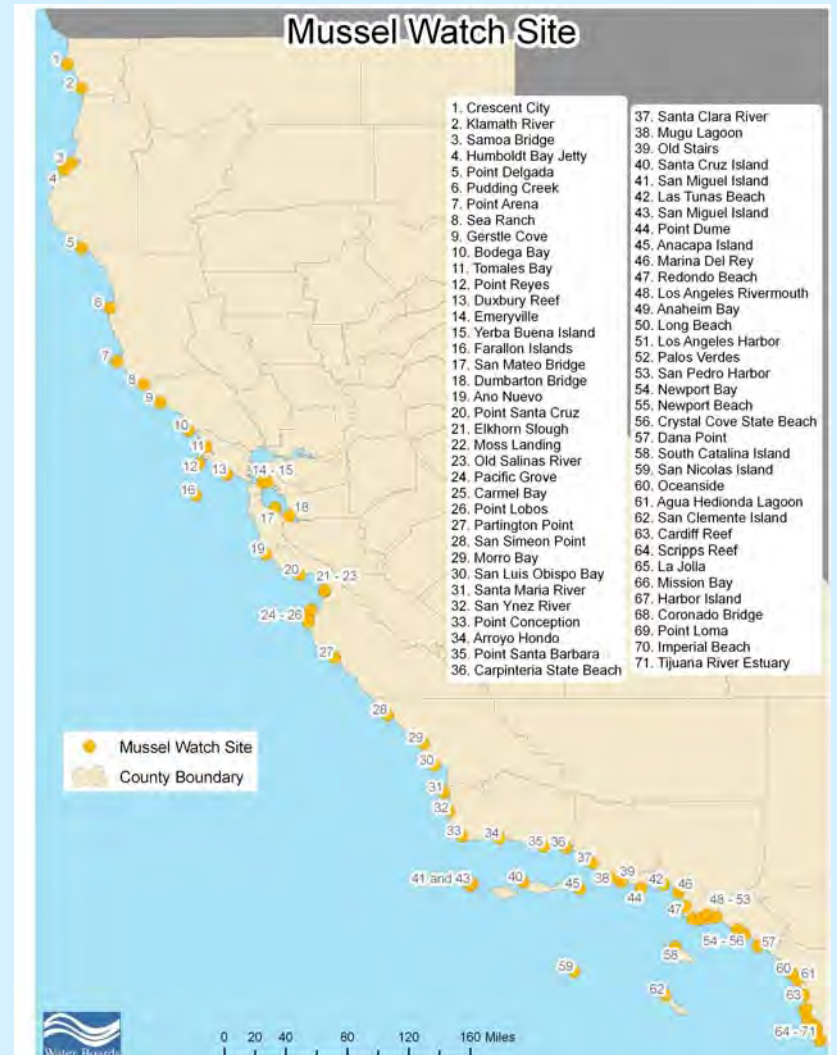 Mussel Watch Site
1. Crescent City
2. Klamath River
3. Samoa Bridge
4. Humboldt Bay Jetty
5. Point Delgada
6. Pudding Creek
7. Point Arena
8. Sea Ranch
9. Gerstle Cove
10. Bodega Bay
11. Tomales Bay
12. Point Reyes
13. Duxbury Reef
14. Emeryville
15. Yerba Buena Island
16. Farallon Islands
17. San Mateo Bridge
18. Dumbarton Bridge
19. Ano Nuevo
20. Point Santa Cruz
21. Elkhorn Slough
22. Moss Landing
23. Old Salinas River
24. Pacific Grove
25. Carmel Bay
26. Point Lobos
27. Partington Point
28. San Simeon Point
29. Morro Bay
30. San Luis Obispo Bay
31. Santa Maria River
32. San Ynez River
33. Point Conception
34. Arroyo Hondo
35. Point Santa Barbara
36. Carpinteria State Beach
37. Santa Clara River
38. Mugu Lagoon
39. Old Stairs
40. Santa Cruz Island
41. San Miguel Island
42. Las Tunas Beach
43. San Miguel Island
44. Point Dume
45. Anacapa Island
46. Marina Del Rey
47. Redondo Beach
48. Los Angeles Rivermouth
49. Anaheim Bay
50. Long Beach
51. Los Angeles Harbor
52. Palos Verdes
53. San Pedro Harbor
54. Newport Bay
55. Newport Beach
56. Crystal Cove State Beach
57. Dana Point
58. South Catalina Island
59. San Nicolas Island
60. Oceanside
61. Agua Hedionda Lagoon
62. San Clemente Island
63. Cardiff Reef
64. Scripps Reef
65. La Jolla
66. Mission Bay
67. Harbor Island
68. Coronado Bridge
69. Point Loma
70. Imperial Beach
71. Tijuana River Estuary
1
2
3
4
5
6
7
8
9
10
11
12
13
14 - 15
16
17
18
19
20
21 - 23
24 - 26
27
28
29
30
31
32
33
34
35
36
37
38
39
40
41 and 43
42
44
45
46
47
48 - 53
54 - 56
57
58
59
60
61
62
63
64 - 71
Mussel Watch Site
County Boundary
Water Boards
0 20 40 80 120 160 Miles